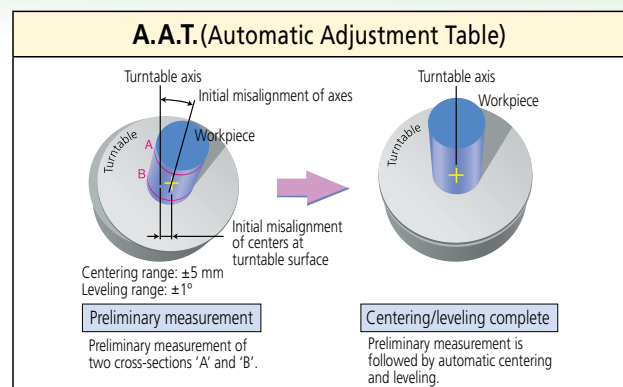 A.A.T.(Automatic Adjustment Table)
Turntable axis
Initial misalignment of axes
Workpiece
Turntable
A
B
Initial misalignment
of centers at
turntable surface
Centering range: ±5 mm
Leveling range: ±1º
Preliminary measurement
Preliminary measurement of
two cross-sections ‘A’ and ‘B’.
Turntable axis
Workpiece
Turntable
Centering/leveling complete
Preliminary measurement is
followed by automatic centering
and leveling.